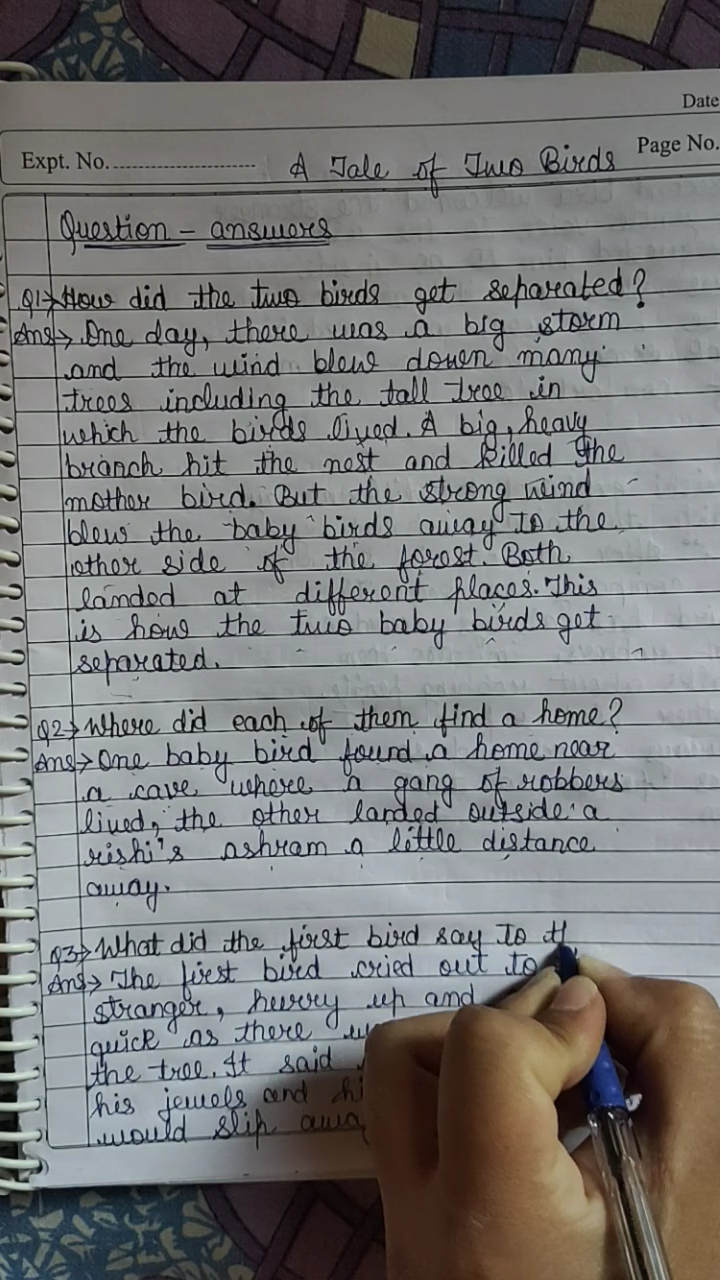 Date
Expt. No. A Tale of Two Birds Page No.
Question - answers
Q1→How did the two birds get separated?
Ans→ One day, there was a big storm
and the wind blew down many
trees including the tall tree in
which the birds lived. A big, heavy
branch hit the nest and killed the
mother bird. But the strong wind
blew the baby birds away to the
other side of the forest. Both
landed at different places. This
is how the two baby birds get
separated.
Q2→ Where did each of them find a home?
Ans→ One baby bird found a home near
a cave where a gang of robbers
lived, the other landed outside a
rishi's ashram a little distance
away.
Q3→ What did the first bird say to
Ans→ The first bird cried out to
stranger, hurry up and
quick as there
the tree. It said
his jewels and
would slip